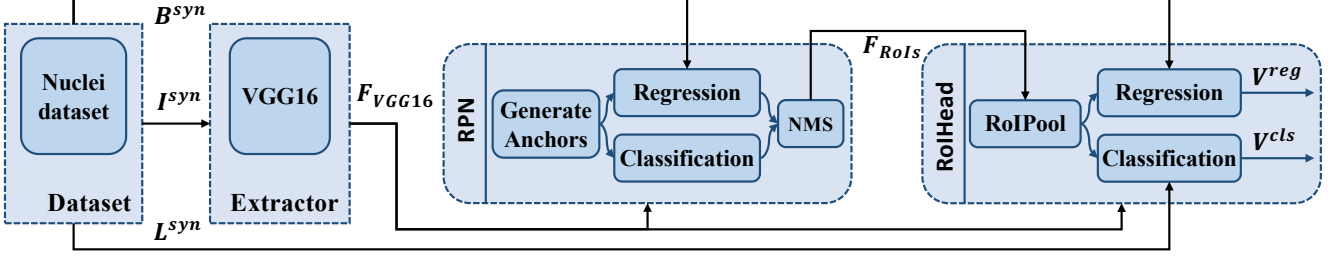 B^syn
Nuclei
dataset
Dataset
I^syn
VGG16
Extractor
F_VGG16
L^syn
RPN
Generate
Anchors
Regression
Classification
NMS
F_RoIs
RoIHead
RoIPool
Regression
Classification
V^reg
V^cls